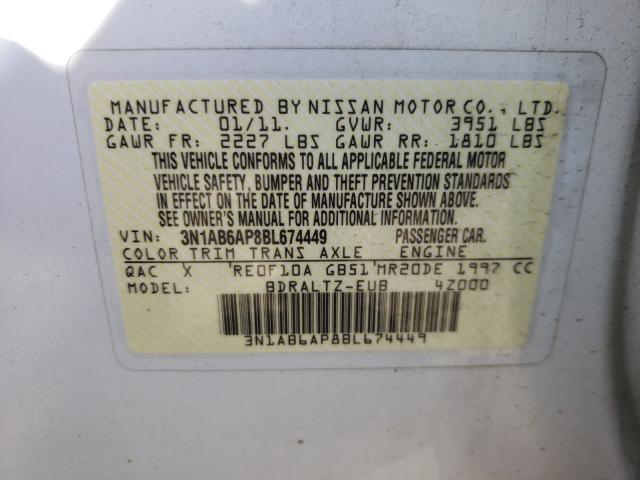 MANUFACTURED BY NISSAN MOTOR CO., LTD.
DATE: 01/11. GVWR: 3951 LBS
GAWR FR: 2227 LBS GAWR RR: 1810 LBS
THIS VEHICLE CONFORMS TO ALL APPLICABLE FEDERAL MOTOR
VEHICLE SAFETY, BUMPER AND THEFT PREVENTION STANDARDS
IN EFFECT ON THE DATE OF MANUFACTURE SHOWN ABOVE.
SEE OWNER'S MANUAL FOR ADDITIONAL INFORMATION.
VIN: 3N1AB6AP8BL674449 PASSENGER CAR.
COLOR TRIM TRANS AXLE ENGINE
QAC X RE0F10A GB51 MR20DE 1997 CC
MODEL: BDRALTZ-EUB 4Z000
3N1AB6AP8BL674449